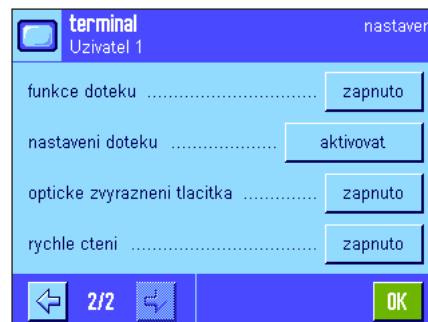 terminal
nastaven
Uzivatel 1
funkce doteku ................................ zapnuto
nastaveni doteku .................... aktivovat
opticke zvyrazneni tlacitka .............. zapnuto
rychle cteni ................................... zapnuto
2/2
OK